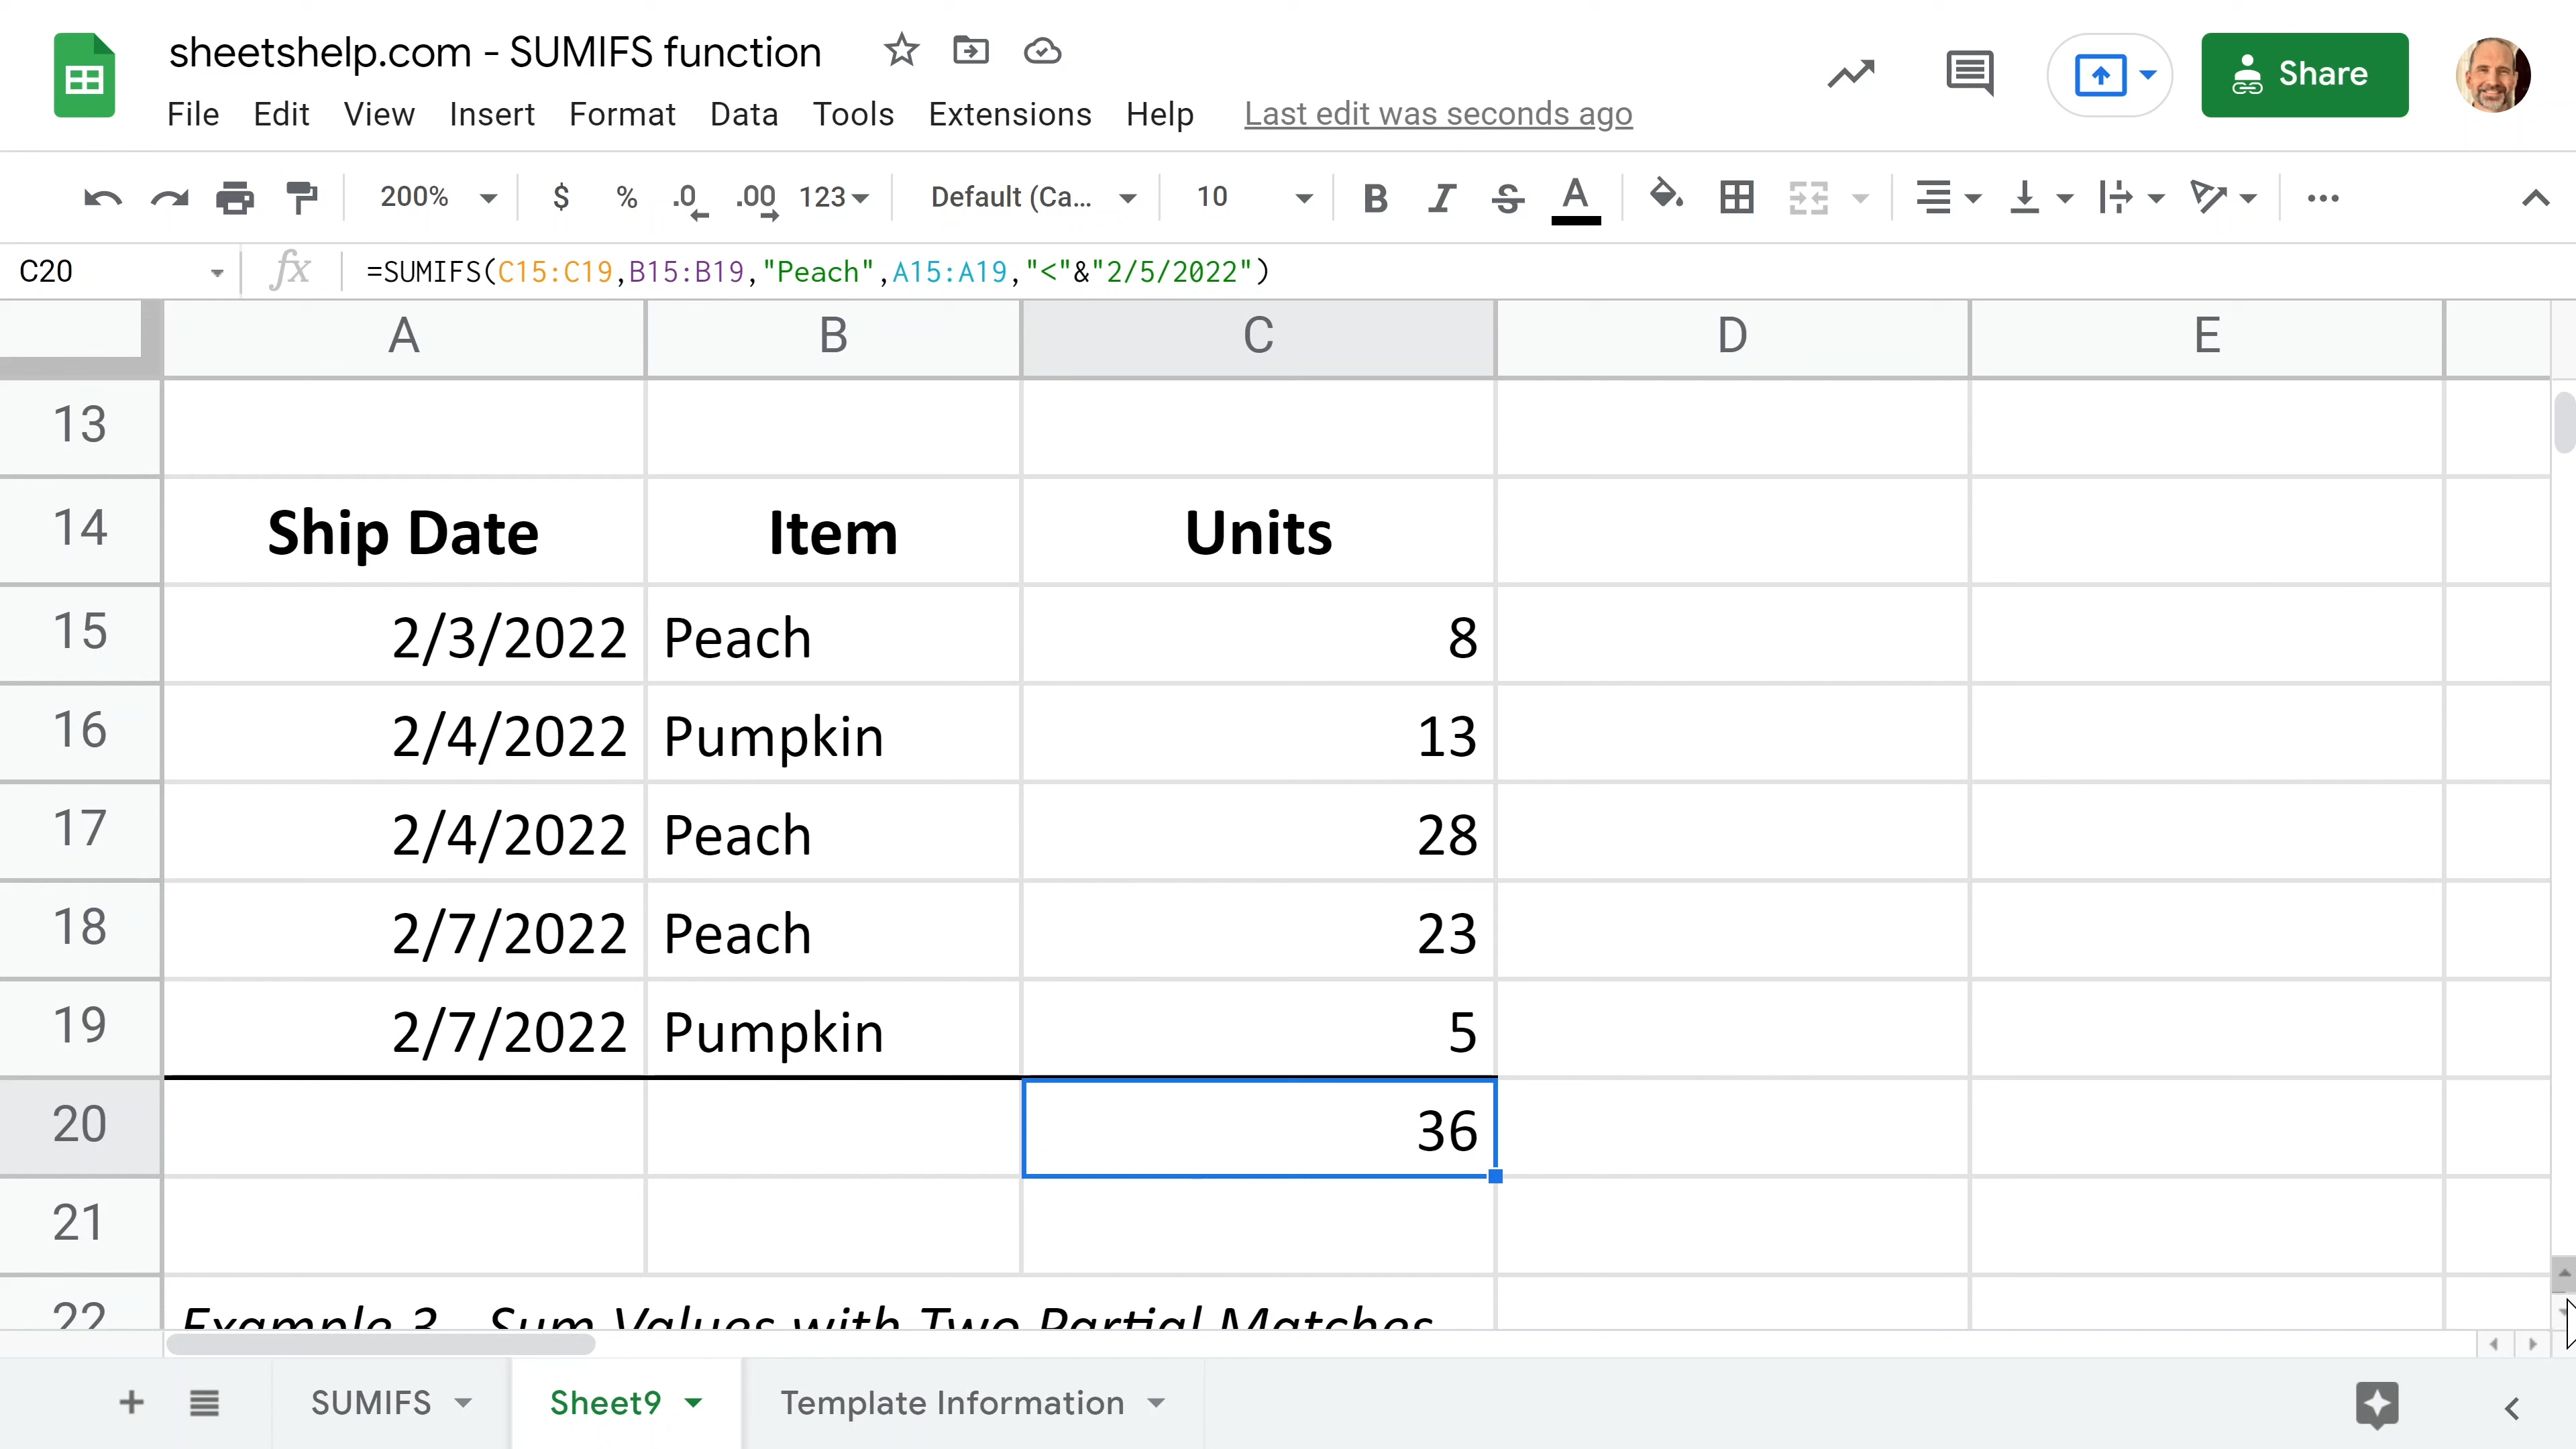 sheetshelp.com - SUMIFS function
File Edit View Insert Format Data Tools Extensions Help Last edit was seconds ago
Share
200% $ % .0 .00 123 Default (Ca... 10 B I S A
C20 fx =SUMIFS(C15:C19,B15:B19,"Peach",A15:A19,"<"&"2/5/2022")
A B C D E
13
14 Ship Date Item Units
15 2/3/2022 Peach 8
16 2/4/2022 Pumpkin 13
17 2/4/2022 Peach 28
18 2/7/2022 Peach 23
19 2/7/2022 Pumpkin 5
20 36
21
22 Example 3 Sum Values with Two Partial Matches
SUMIFS Sheet9 Template Information